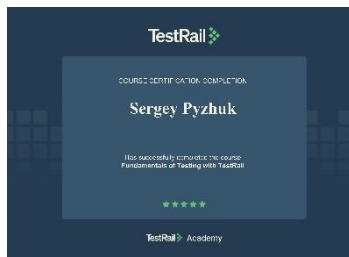 TestRail
COURSE CERTIFICATION COMPLETION
Sergey Pyzhuk
Has successfully completed the course
Fundamentals of Testing with TestRail
TestRail Academy